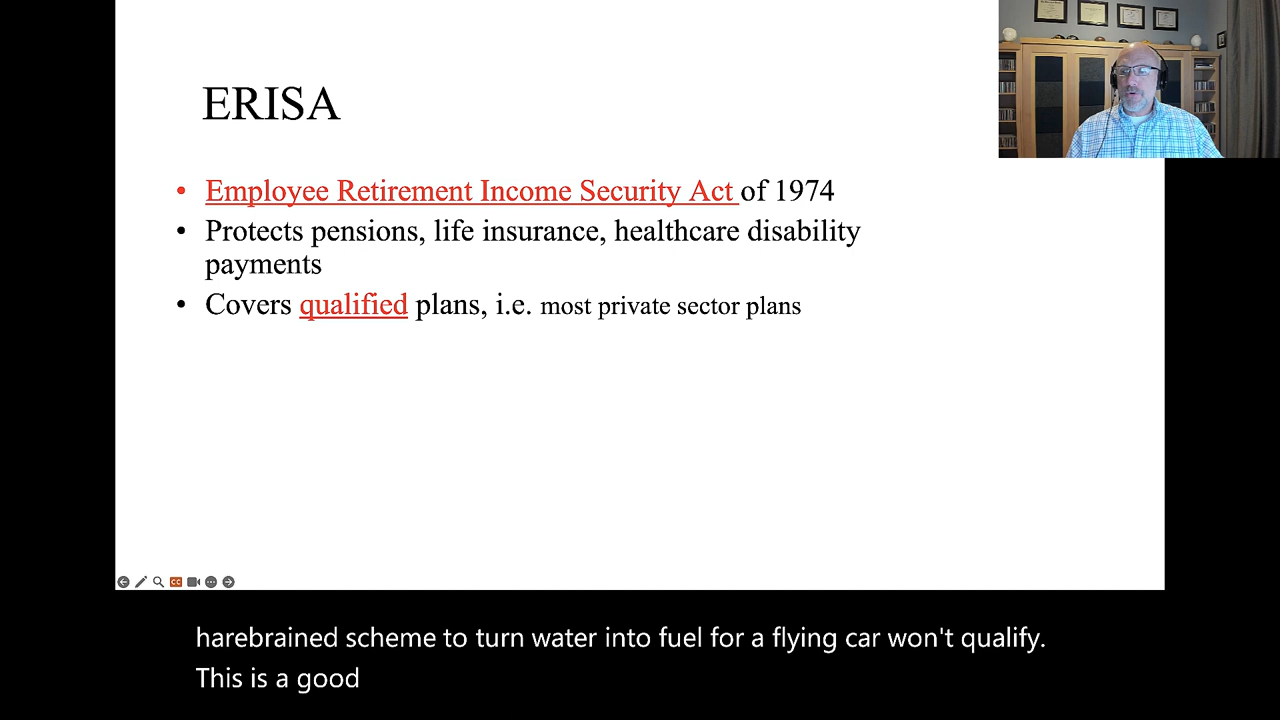 ERISA
• Employee Retirement Income Security Act of 1974
• Protects pensions, life insurance, healthcare disability
payments
• Covers qualified plans, i.e. most private sector plans
CC
harebrained scheme to turn water into fuel for a flying car won't qualify.
This is a good